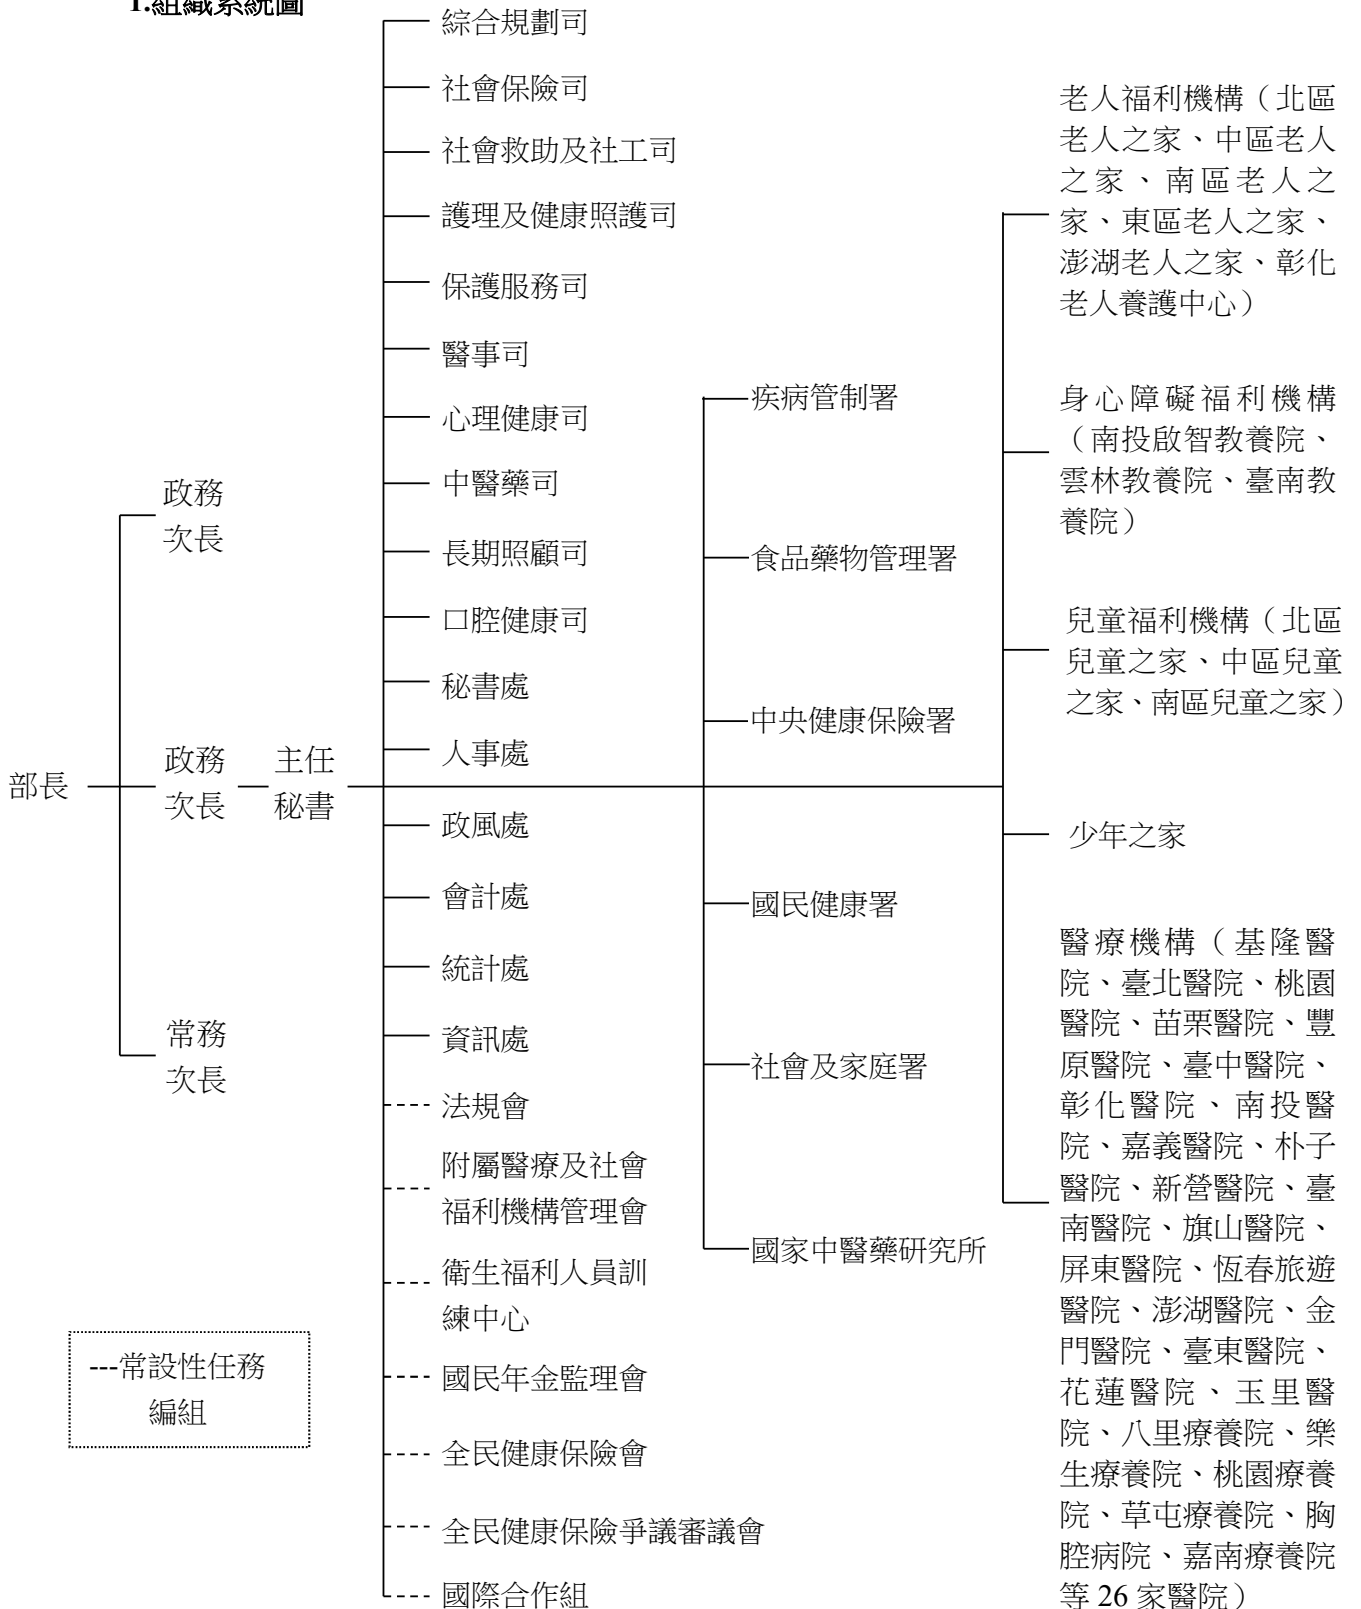 1.組織系統圖
部長
政務
次長
政務
次長
常務
次長
主任
秘書
綜合規劃司
社會保險司
社會救助及社工司
護理及健康照護司
保護服務司
醫事司
心理健康司
中醫藥司
長期照顧司
口腔健康司
秘書處
人事處
政風處
會計處
統計處
資訊處
法規會
附屬醫療及社會
福利機構管理會
衛生福利人員訓
練中心
國民年金監理會
全民健康保險會
全民健康保險爭議審議會
國際合作組
疾病管制署
食品藥物管理署
中央健康保險署
國民健康署
社會及家庭署
國家中醫藥研究所
老人福利機構（北區
老人之家、中區老人
之家、南區老人之
家、東區老人之家、
澎湖老人之家、彰化
老人養護中心）
身心障礙福利機構
（南投啟智教養院、
雲林教養院、臺南教
養院）
兒童福利機構（北區
兒童之家、中區兒童
之家、南區兒童之家）
少年之家
醫療機構（基隆醫
院、臺北醫院、桃園
醫院、苗栗醫院、豐
原醫院、臺中醫院、
彰化醫院、南投醫
院、嘉義醫院、朴子
醫院、新營醫院、臺
南醫院、旗山醫院、
屏東醫院、恆春旅遊
醫院、澎湖醫院、金
門醫院、臺東醫院、
花蓮醫院、玉里醫
院、八里療養院、樂
生療養院、桃園療養
院、草屯療養院、胸
腔病院、嘉南療養院
等 26 家醫院）
---常設性任務
編組